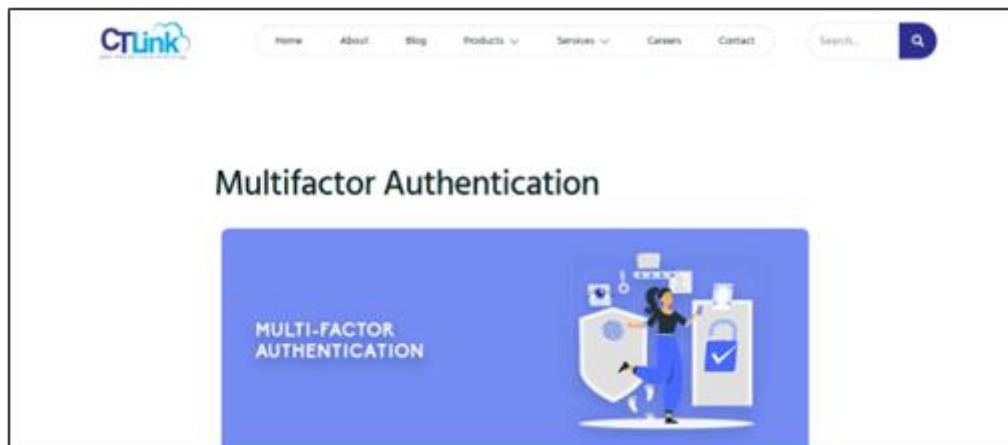 CTLink
Home About Blog Products Services Careers Contact Search...
Multifactor Authentication
MULTI-FACTOR
AUTHENTICATION